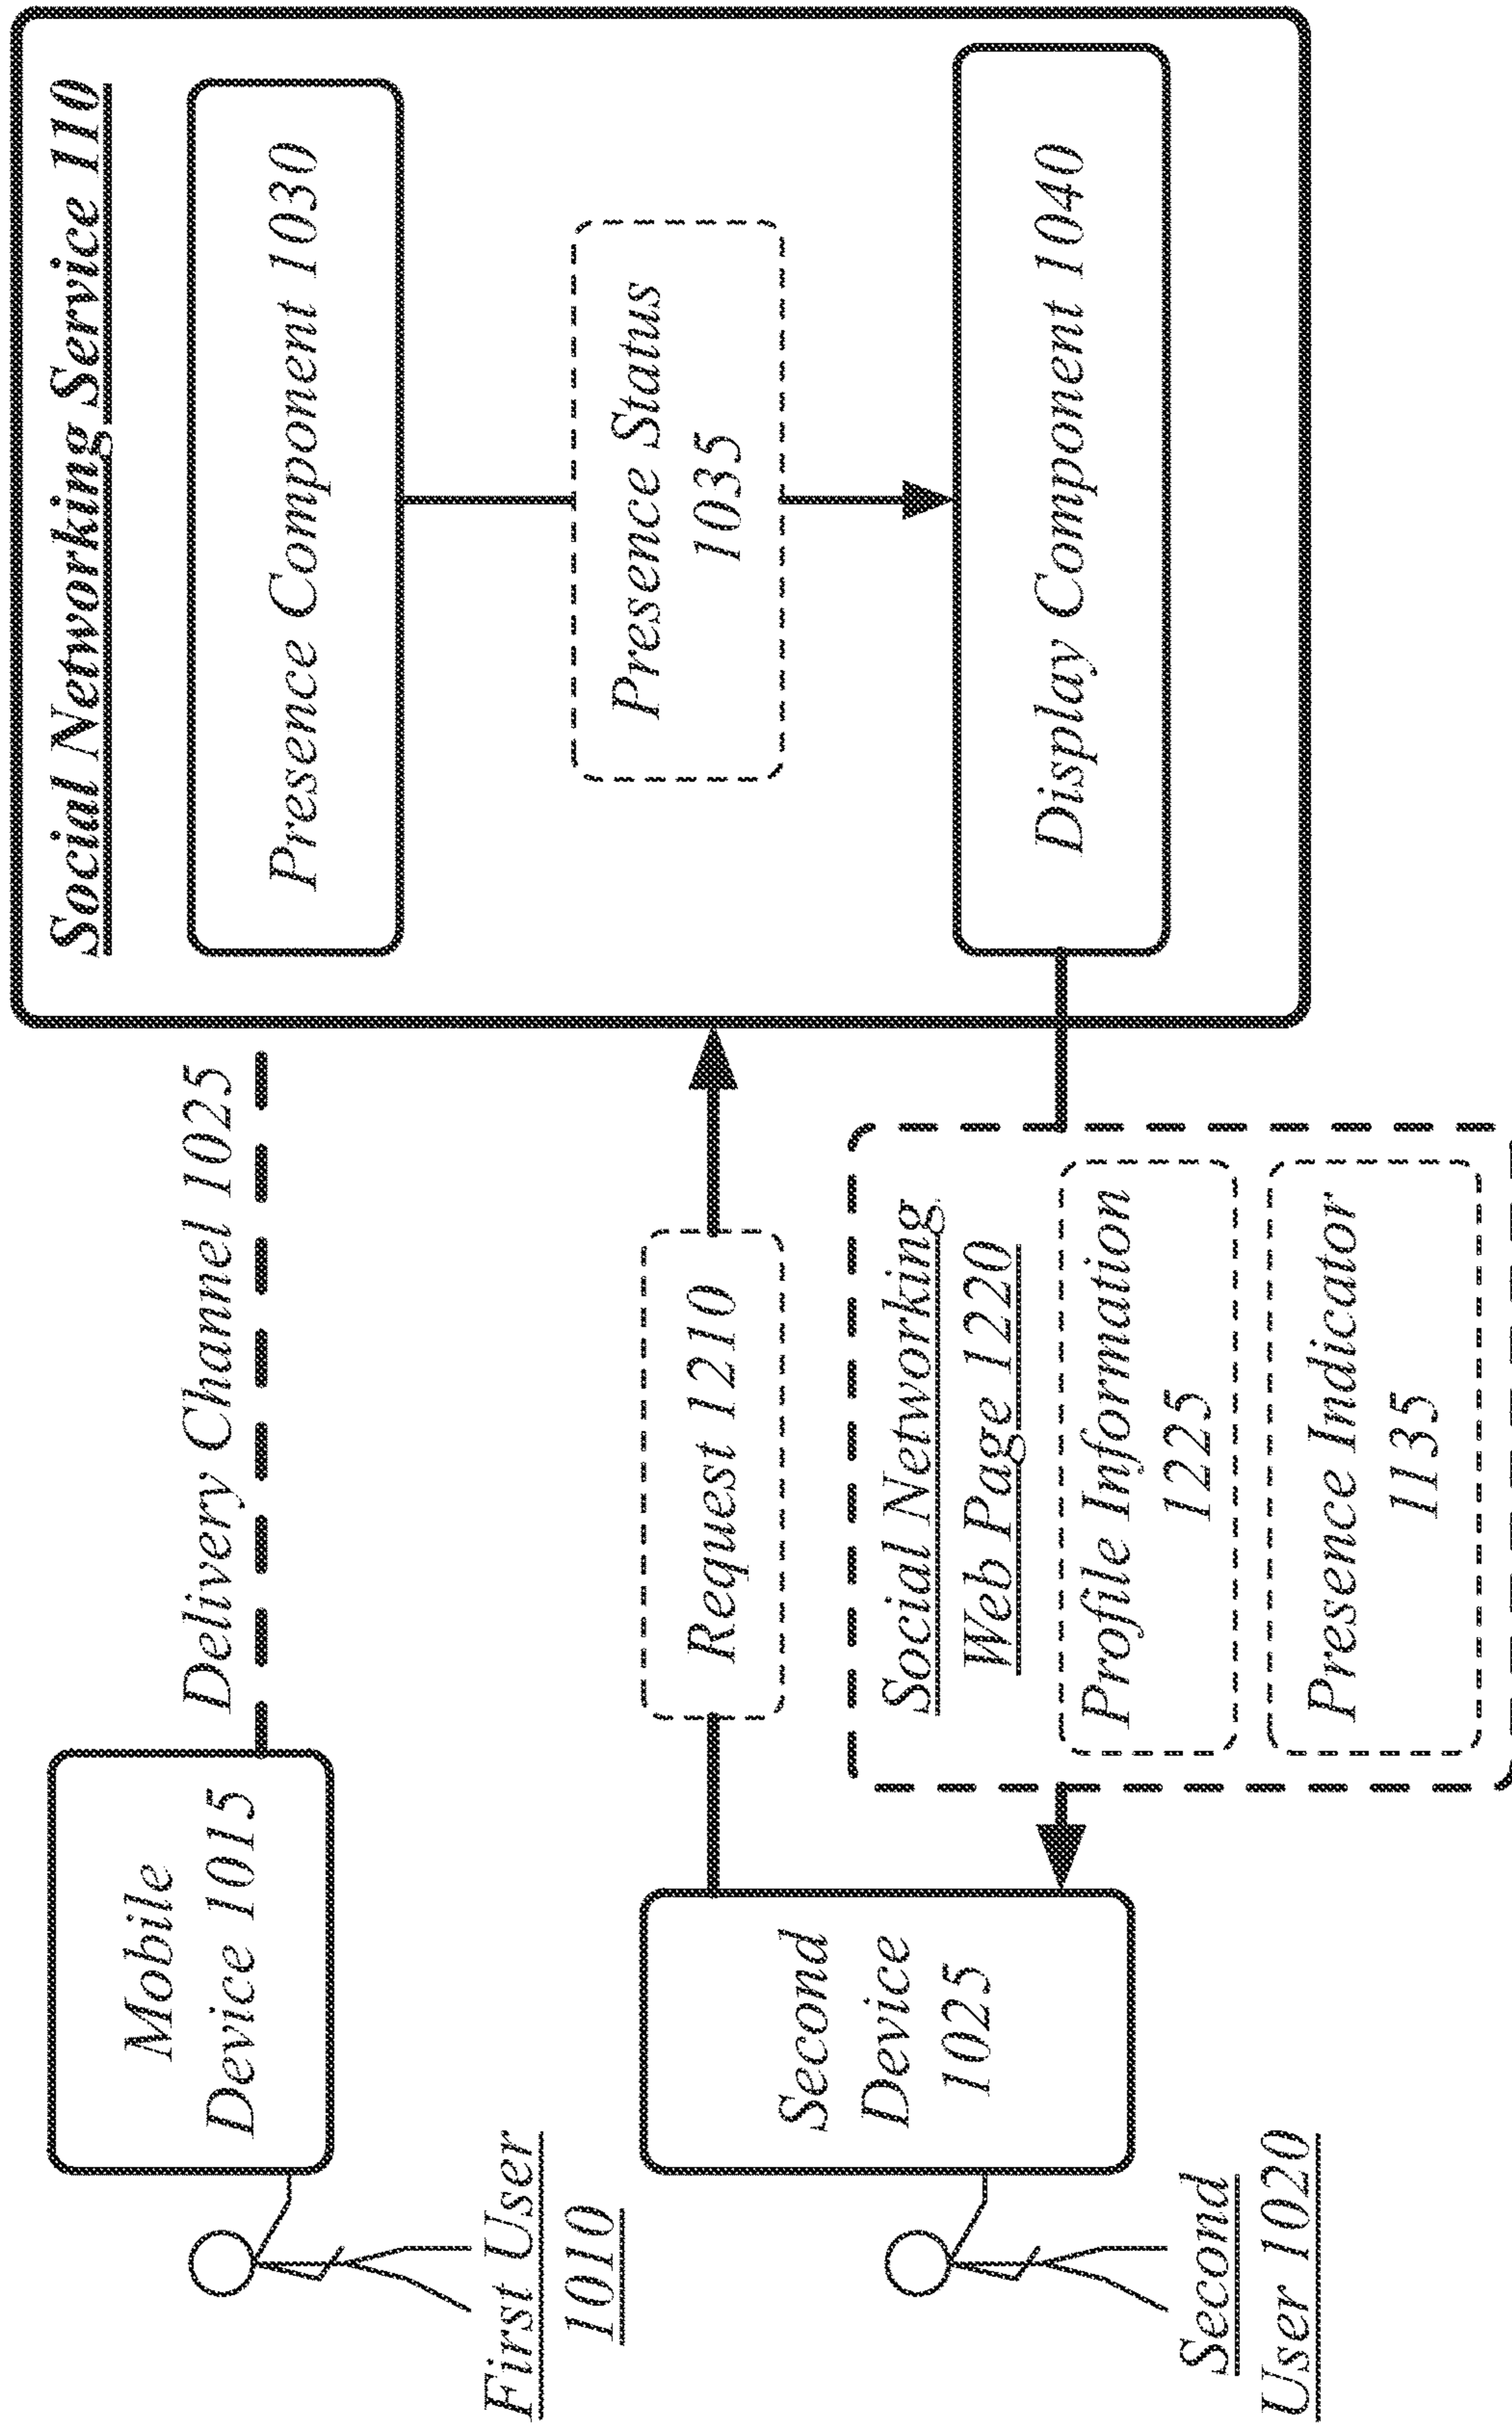 Mobile
Device 1015
Delivery Channel 1025
Social Networking Service 110
Presence Component 1030
First User
1010
Presence Status
1035
Request 1210
Second
Device
1025
Social Networking
Web Page 1220
Profile Information
1225
Presence Indicator
1135
Display Component 1040
Second
User 1020